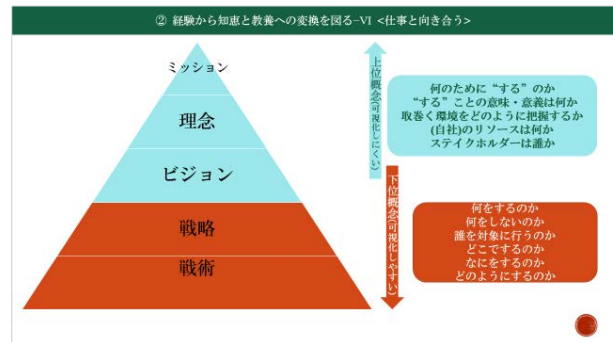 ② 経験から知恵と教養への変換を図る–VI <仕事と向き合う>
ミッション
理念
ビジョン
戦略
戦術
上位概念(可視化しにくい)
下位概念(可視化しやすい)
何のために“する”のか
“する”ことの意味・意義は何か
取巻く環境をどのように把握するか
(自社)のリソースは何か
ステイクホルダーは誰か
何をするのか
何をしないのか
誰を対象に行うのか
どこでするのか
なにをするのか
どのようにするのか